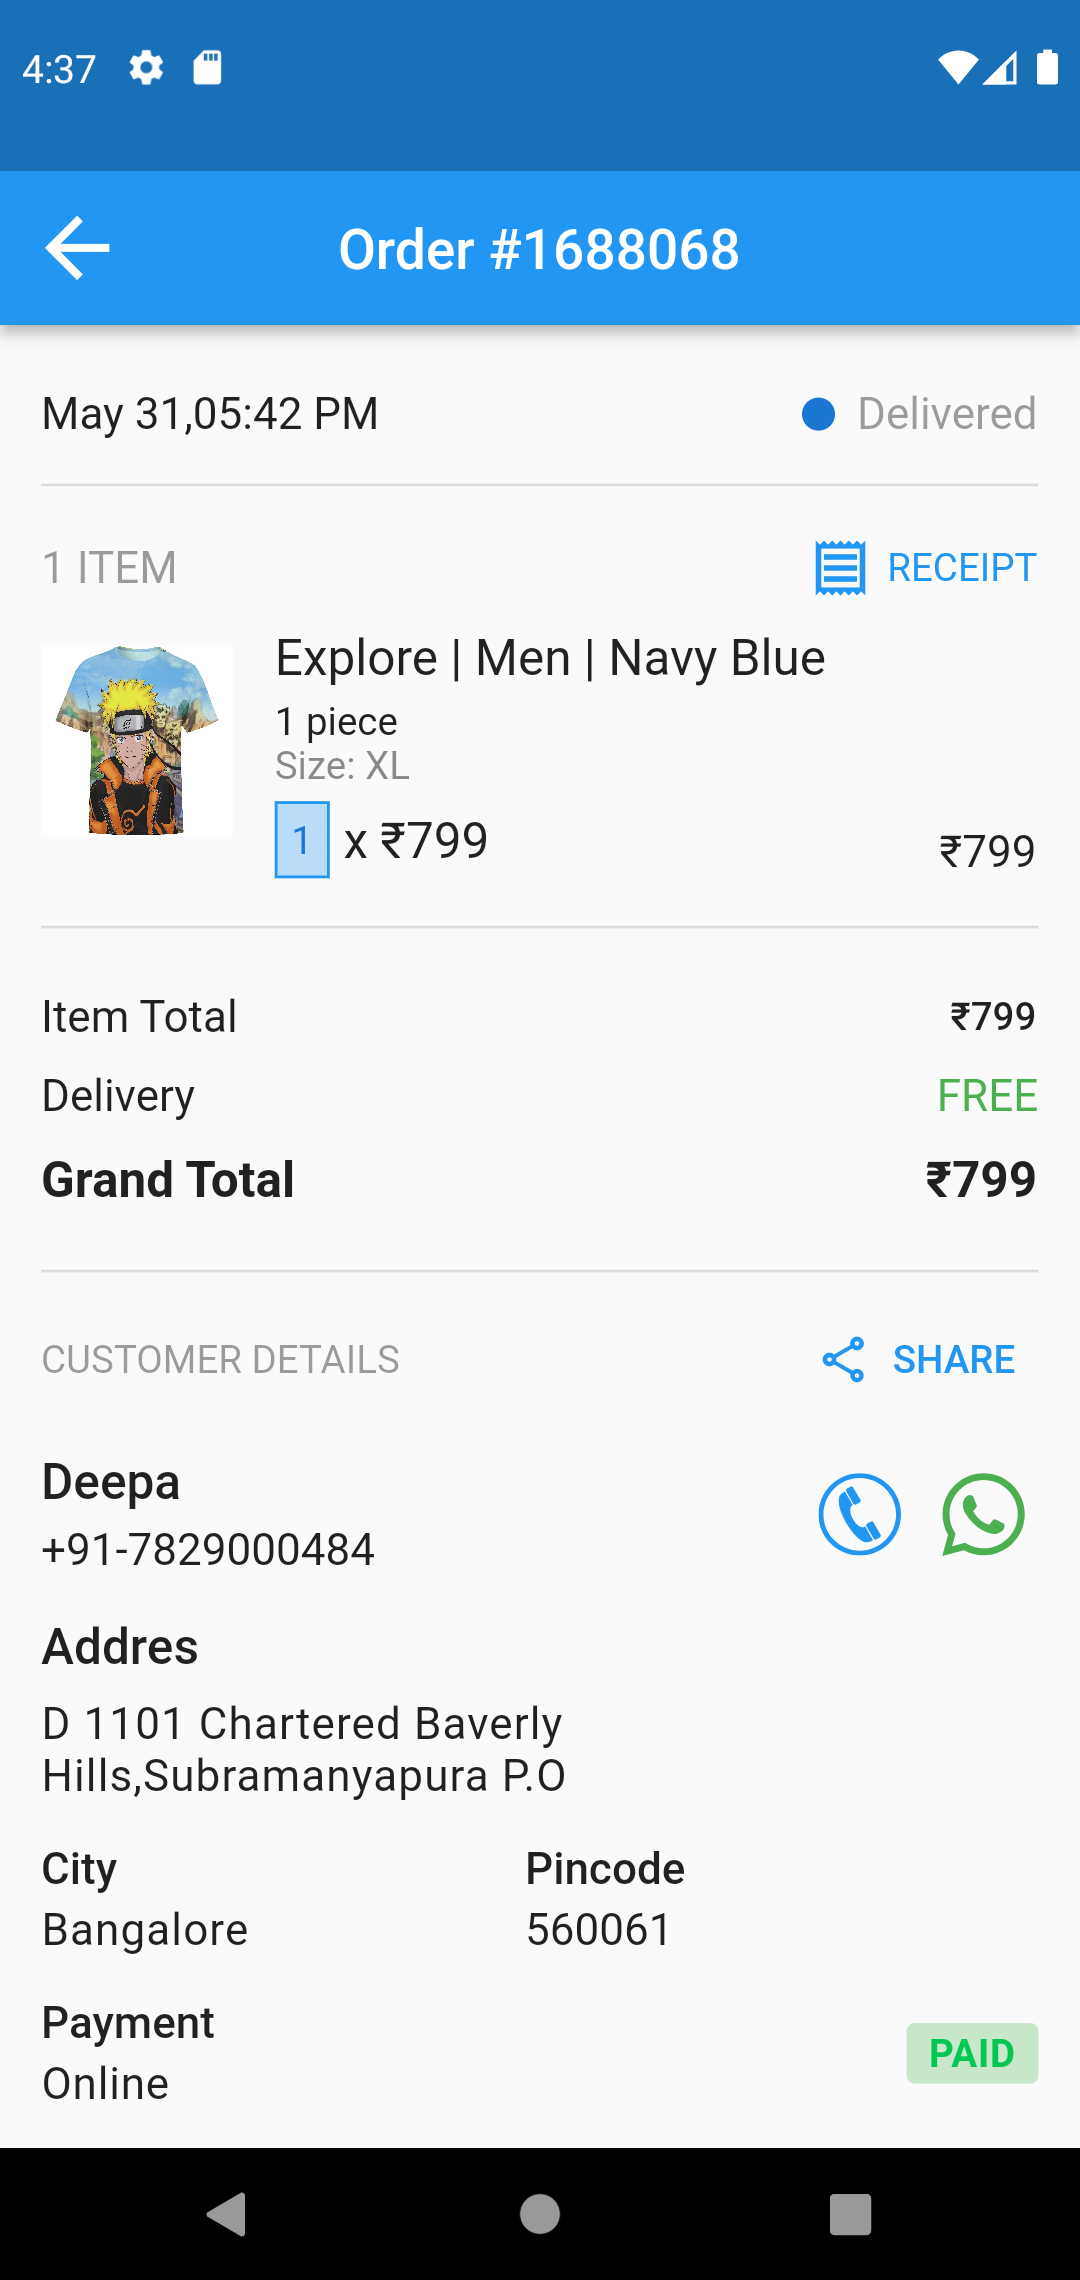 4:37
Order #1688068
May 31,05:42 PM
Delivered
1 ITEM
RECEIPT
Explore | Men | Navy Blue
1 piece
Size: XL
1 x ₹799
₹799
Item Total
₹799
Delivery
FREE
Grand Total
₹799
CUSTOMER DETAILS
SHARE
Deepa
+91-7829000484
Addres
D 1101 Chartered Baverly
Hills,Subramanyapura P.O
City
Pincode
Bangalore
560061
Payment
Online
PAID